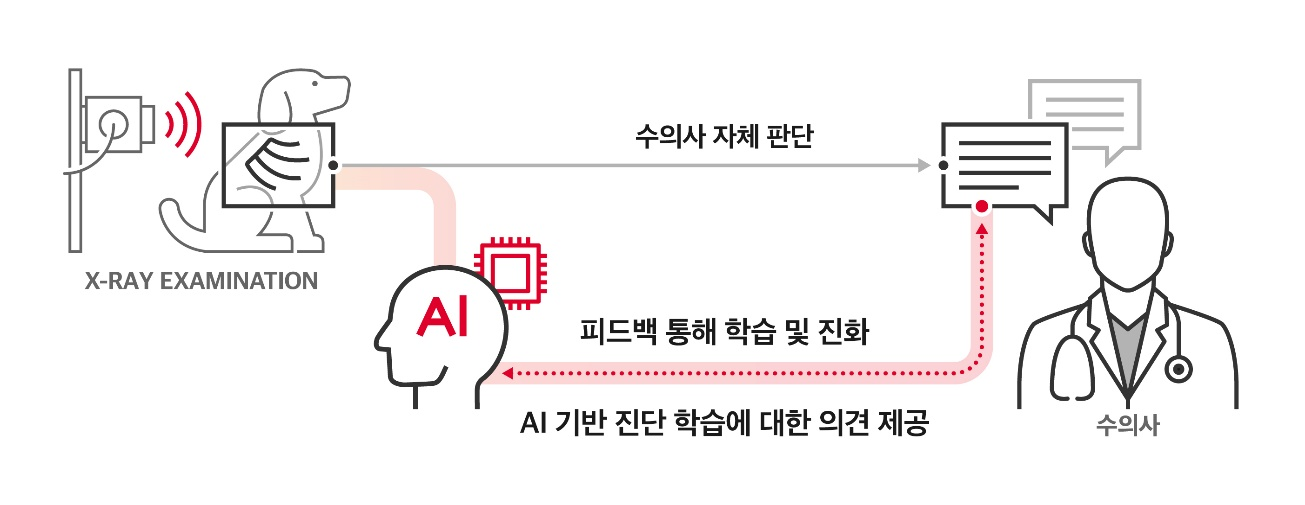 수의사 자체 판단
X-RAY EXAMINATION
AI
피드백 통해 학습 및 진화
AI 기반 진단 학습에 대한 의견 제공
수의사